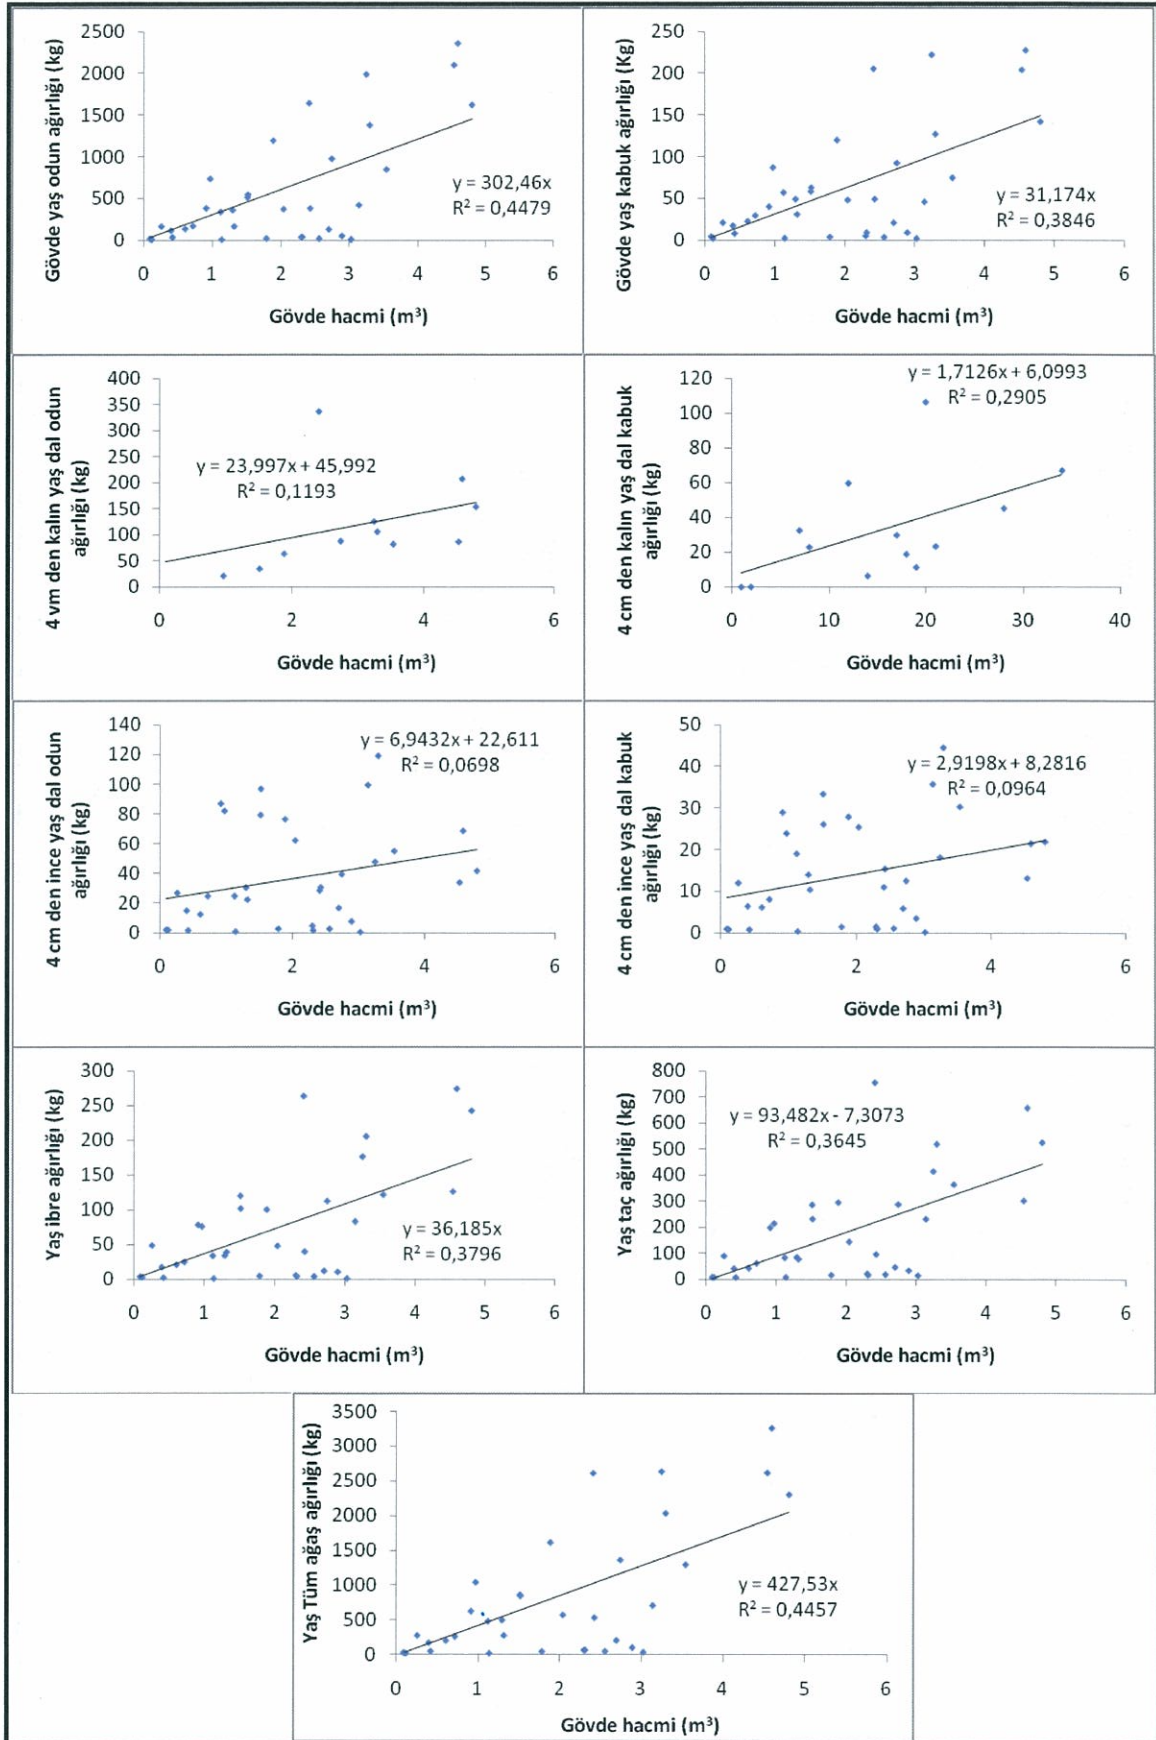 Gövde yaş odun ağırlığı (kg)
2500
2000
1500
1000
500
0
y = 302,46x
R² = 0,4479
0 1 2 3 4 5 6
Gövde hacmi (m³)
Gövde yaş kabuk ağırlığı (Kg)
250
200
150
100
50
0
y = 31,174x
R² = 0,3846
0 1 2 3 4 5 6
Gövde hacmi (m³)
4 vm den kalın yaş dal odun
ağırlığı (kg)
400
350
300
250
200
150
100
50
0
y = 23,997x + 45,992
R² = 0,1193
0 2 4 6
Gövde hacmi (m³)
4 cm den kalın yaş dal kabuk
ağırlığı (kg)
120
100
80
60
40
20
0
y = 1,7126x + 6,0993
R² = 0,2905
0 10 20 30 40
Gövde hacmi (m³)
4 cm den ince yaş dal odun
ağırlığı (kg)
140
120
100
80
60
40
20
0
y = 6,9432x + 22,611
R² = 0,0698
0 2 4 6
Gövde hacmi (m³)
4 cm den ince yaş dal kabuk
ağırlığı (kg)
50
40
30
20
10
0
y = 2,9198x + 8,2816
R² = 0,0964
0 2 4 6
Gövde hacmi (m³)
Yaş ibre ağırlığı (kg)
300
250
200
150
100
50
0
y = 36,185x
R² = 0,3796
0 1 2 3 4 5 6
Gövde hacmi (m³)
Yaş taç ağırlığı (kg)
800
700
600
500
400
300
200
100
0
y = 93,482x - 7,3073
R² = 0,3645
0 1 2 3 4 5 6
Gövde hacmi (m³)
Yaş Tüm ağaş ağırlığı (kg)
3500
3000
2500
2000
1500
1000
500
0
y = 427,53x
R² = 0,4457
0 1 2 3 4 5 6
Gövde hacmi (m³)